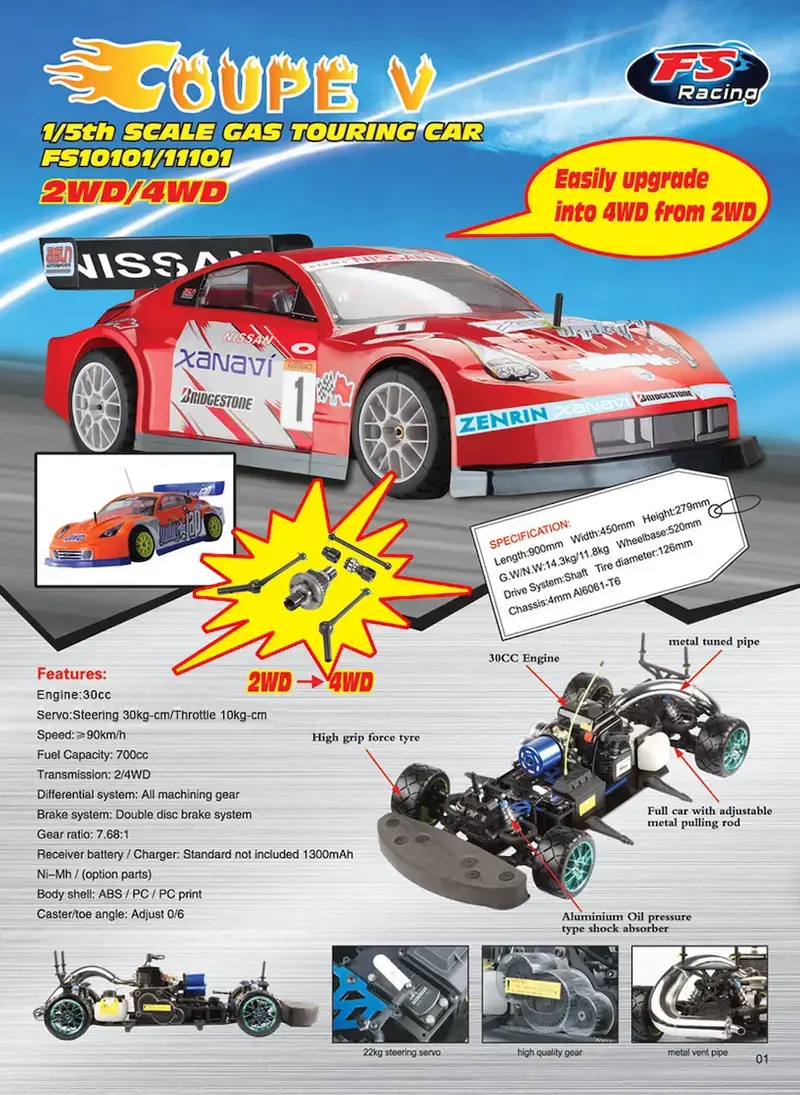 COUPE V
FS
Racing
1/5th SCALE GAS TOURING CAR
FS10101/11101
2WD/4WD
Easily upgrade
into 4WD from 2WD
NISSAN
NISSAN
XANAVi
BRIDGESTONE
1
1
ZENRIN XANAVi BRIDGESTONE
SPECIFICATION:
Length:900mm Width:450mm Height:279mm
G.W/N.W:14.3kg/11.8kg Wheelbase:520mm
Drive System:Shaft Tire diameter:126mm
Chassis:4mm Al6061-T6
2WD → 4WD
Features:
Engine:30cc
Servo:Steering 30kg-cm/Throttle 10kg-cm
Speed:≥90km/h
Fuel Capacity: 700cc
Transmission: 2/4WD
Differential system: All machining gear
Brake system: Double disc brake system
Gear ratio: 7.68:1
Receiver battery / Charger: Standard not included 1300mAh
Ni-Mh / (option parts)
Body shell: ABS / PC / PC print
Caster/toe angle: Adjust 0/6
metal tuned pipe
30CC Engine
High grip force tyre
Full car with adjustable
metal pulling rod
Aluminium Oil pressure
type shock absorber
22kg steering servo
high quality gear
metal vent pipe
01